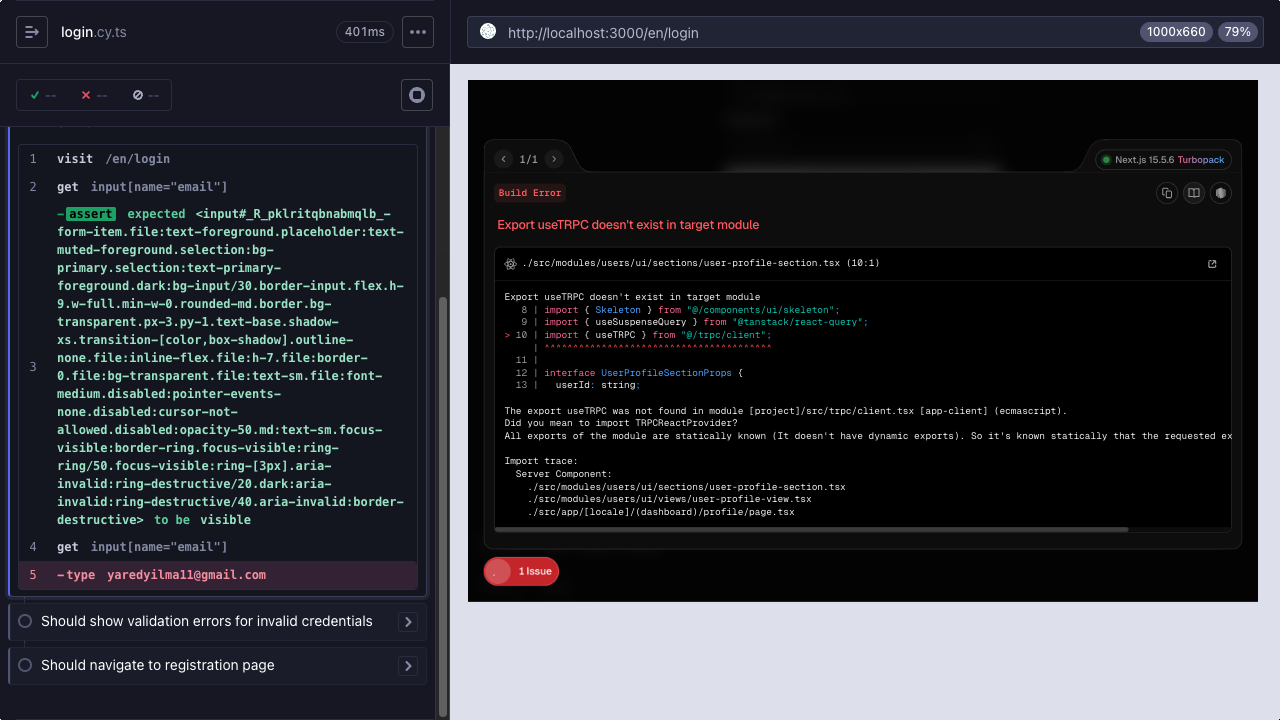 login.cy.ts
401ms
--
--
--
1 visit /en/login
2 get input[name="email"]
3
-assert expected <input#_R_pklritqbnabmqlb_-
form-item.file:text-foreground.placeholder:text-
muted-foreground.selection:bg-
primary.selection:text-primary-
foreground.dark:bg-input/30.border-input.flex.h-
9.w-full.min-w-0.rounded-md.border.bg-
transparent.px-3.py-1.text-base.shadow-
xs.transition-[color,box-shadow].outline-
none.file:inline-flex.file:h-7.file:border-
0.file:bg-transparent.file:text-sm.file:font-
medium.disabled:pointer-events-
none.disabled:cursor-not-
allowed.disabled:opacity-50.md:text-sm.focus-
visible:border-ring.focus-visible:ring-
ring/50.focus-visible:ring-[3px].aria-
invalid:ring-destructive/20.dark:aria-
invalid:ring-destructive/40.aria-invalid:border-
destructive> to be visible
4 get input[name="email"]
5 -type yaredyilma11@gmail.com
Should show validation errors for invalid credentials
Should navigate to registration page
http://localhost:3000/en/login
1000x660
79%
1/1
Next.js 15.5.6 Turbopack
Build Error
Export useTRPC doesn't exist in target module
./src/modules/users/ui/sections/user-profile-section.tsx (10:1)
Export useTRPC doesn't exist in target module
8 | import { Skeleton } from "@/components/ui/skeleton";
9 | import { useSuspenseQuery } from "@tanstack/react-query";
> 10 | import { useTRPC } from "@/trpc/client";
| ^^^^^^^^^^^^^^^^^^^^^^^^^^^^^^^^^^^^^^^^
11 |
12 | interface UserProfileSectionProps {
13 | userId: string;
The export useTRPC was not found in module [project]/src/trpc/client.tsx [app-client] (ecmascript).
Did you mean to import TRPCReactProvider?
All exports of the module are statically known (It doesn't have dynamic exports). So it's known statically that the requested ex
Import trace:
Server Component:
./src/modules/users/ui/sections/user-profile-section.tsx
./src/modules/users/ui/views/user-profile-view.tsx
./src/app/[locale]/(dashboard)/profile/page.tsx
1 Issue